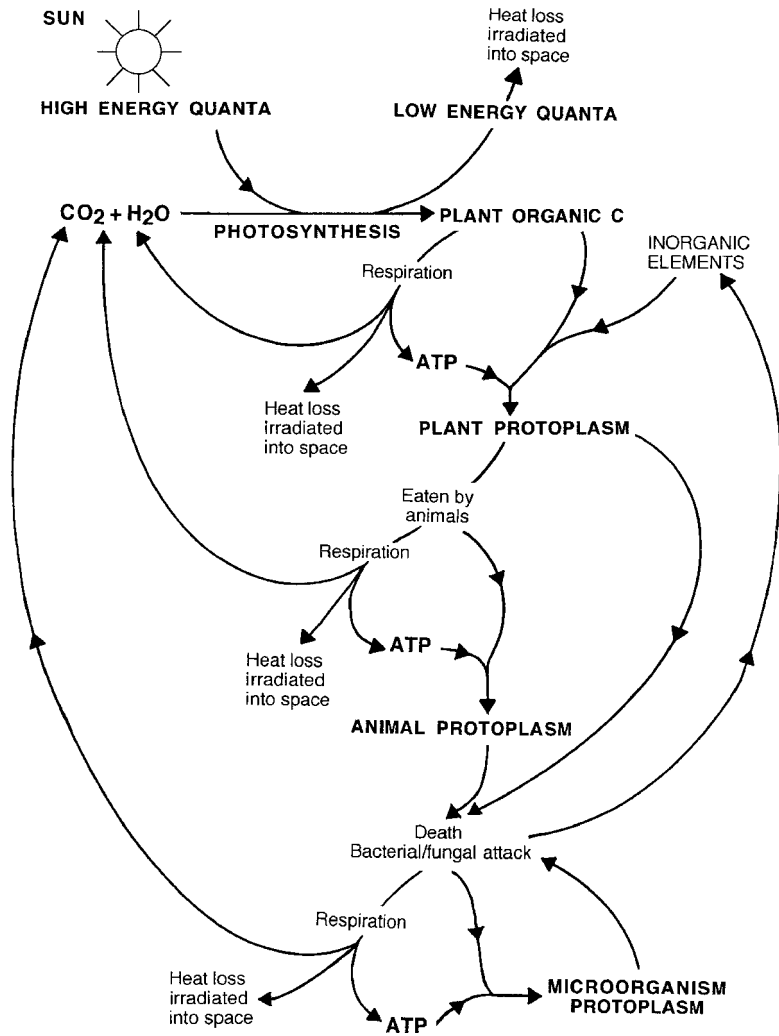 SUN
Heat loss
irradiated
into space
HIGH ENERGY QUANTA
LOW ENERGY QUANTA
CO2 + H2O
PHOTOSYNTHESIS
PLANT ORGANIC C
INORGANIC
ELEMENTS
Respiration
ATP
Heat loss
irradiated
into space
PLANT PROTOPLASM
Eaten by
animals
Respiration
ATP
Heat loss
irradiated
into space
ANIMAL PROTOPLASM
Death
Bacterial/fungal attack
Respiration
Heat loss
irradiated
into space
ATP
MICROORGANISM
PROTOPLASM